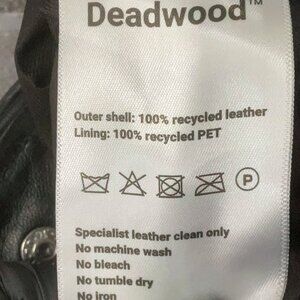 Deadwood™
Outer shell: 100% recycled leather
Lining: 100% recycled PET
P
Specialist leather clean only
No machine wash
No bleach
No tumble dry
No iron